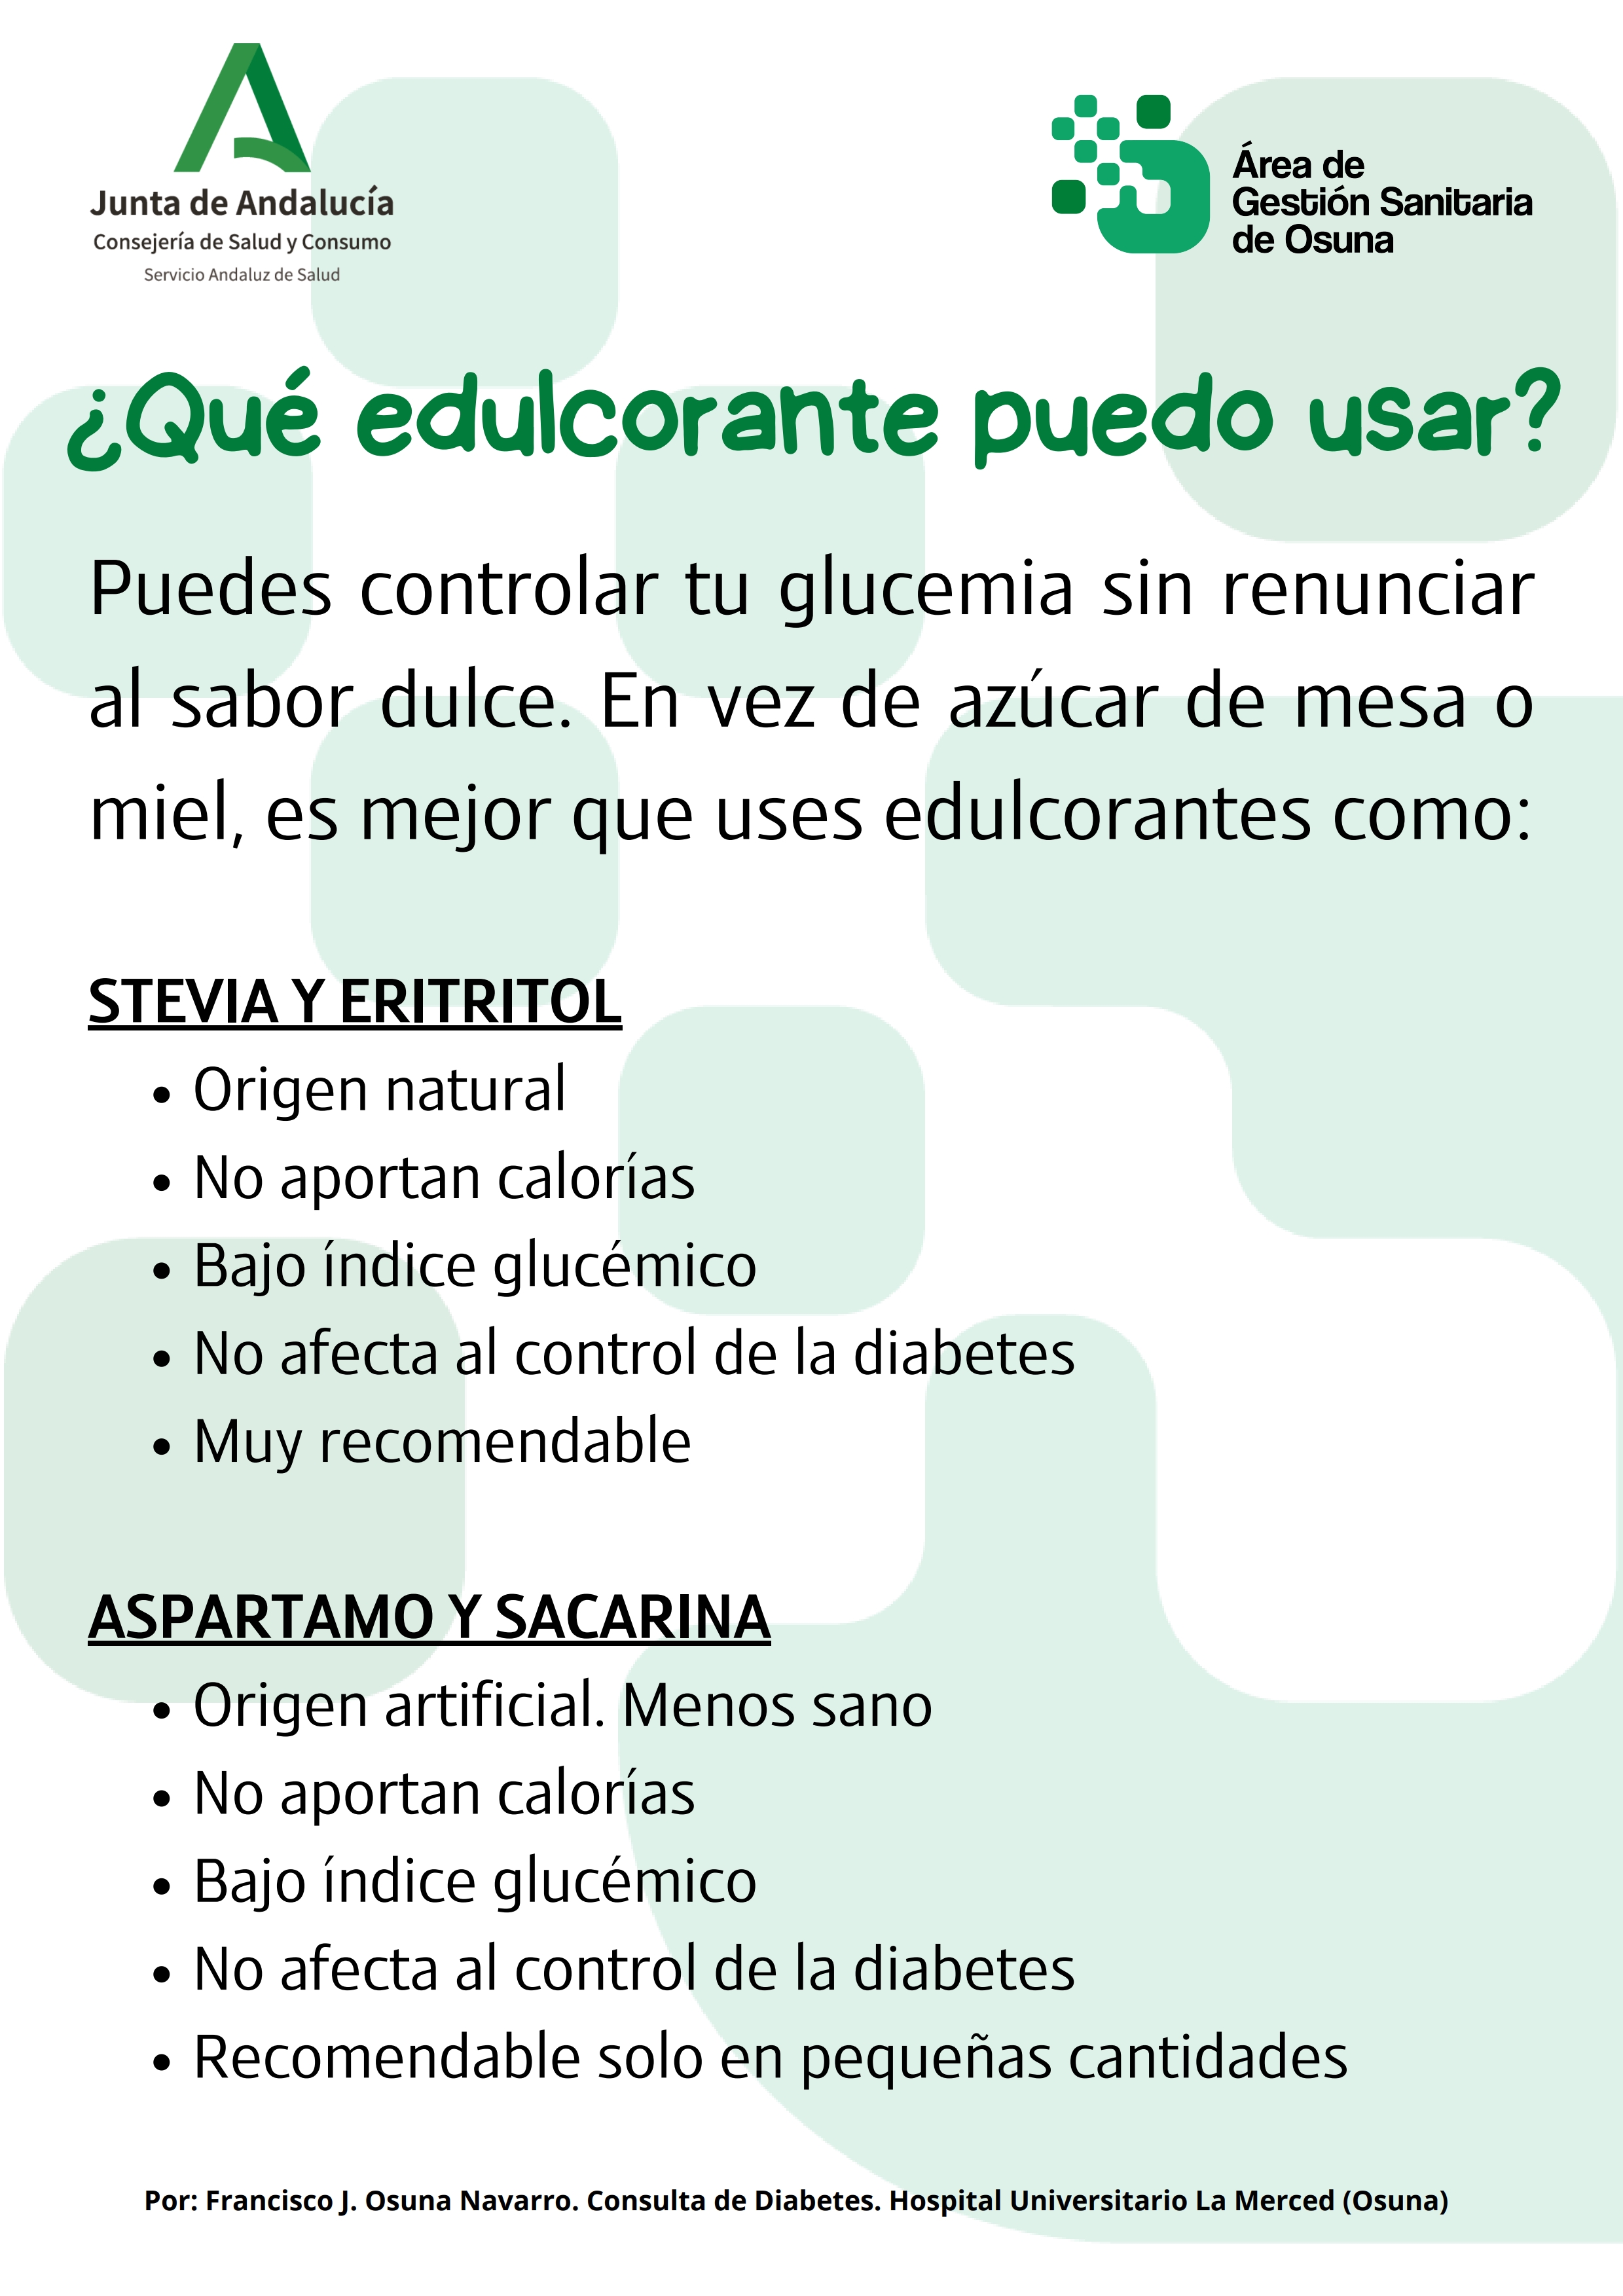 Junta de Andalucía
Consejería de Salud y Consumo
Servicio Andaluz de Salud
Área de
Gestión Sanitaria
de Osuna
¿Qué edulcorante puedo usar?
Puedes controlar tu glucemia sin renunciar
al sabor dulce. En vez de azúcar de mesa o
miel, es mejor que uses edulcorantes como:
STEVIA Y ERITRITOL
• Origen natural
• No aportan calorías
• Bajo índice glucémico
• No afecta al control de la diabetes
• Muy recomendable
ASPARTAMO Y SACARINA
• Origen artificial. Menos sano
• No aportan calorías
• Bajo índice glucémico
• No afecta al control de la diabetes
• Recomendable solo en pequeñas cantidades
Por: Francisco J. Osuna Navarro. Consulta de Diabetes. Hospital Universitario La Merced (Osuna)